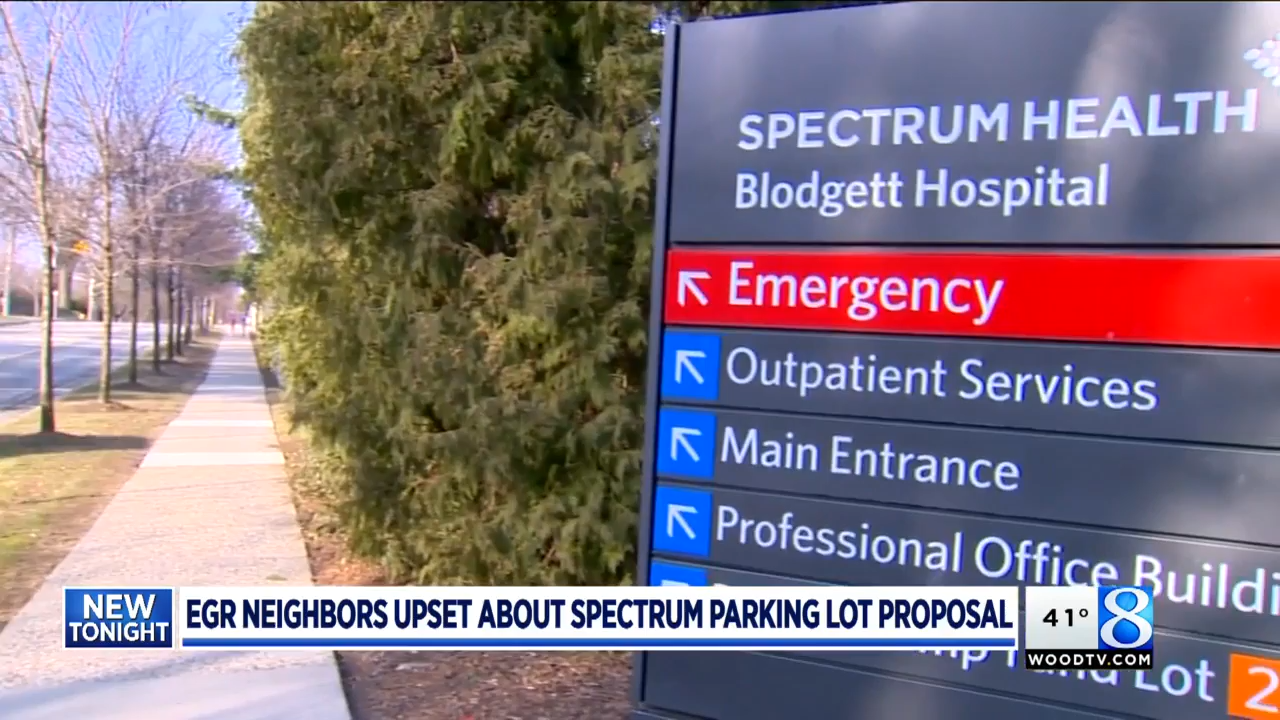 SPECTRUM HEALTH
Blodgett Hospital
Emergency
Outpatient Services
Main Entrance
Professional Office Buildi
Lot 2
NEW TONIGHT
EGR NEIGHBORS UPSET ABOUT SPECTRUM PARKING LOT PROPOSAL
41° 8
WOODTV.COM